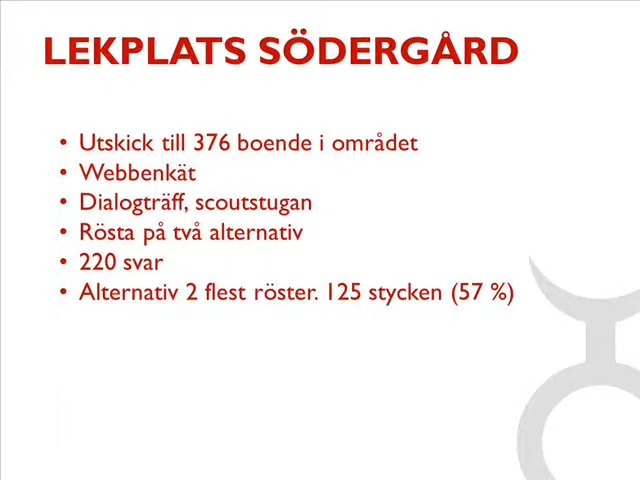 LEKPLATS SÖDERGÅRD
• Utskick till 376 boende i området
• Webbenkät
• Dialogträff, scoutstugan
• Rösta på två alternativ
• 220 svar
• Alternativ 2 flest röster. 125 stycken (57 %)